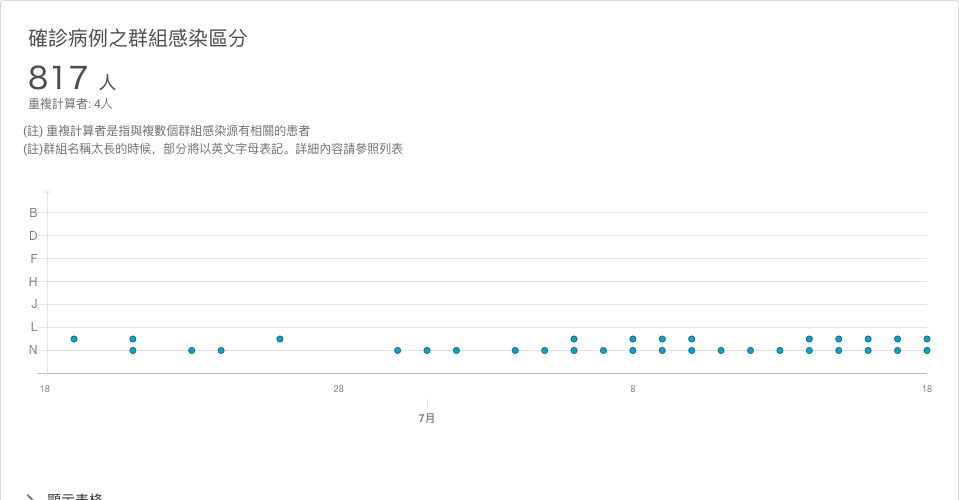 確診病例之群組感染區分
817 人
重複計算者: 4人
(註) 重複計算者是指與複數個群組感染源有相關的患者
(註)群組名稱太長的時候，部分將以英文字母表記。詳細內容請參照列表
B
D
F
H
J
L
N
18 28 8 18
7月
顯示表格